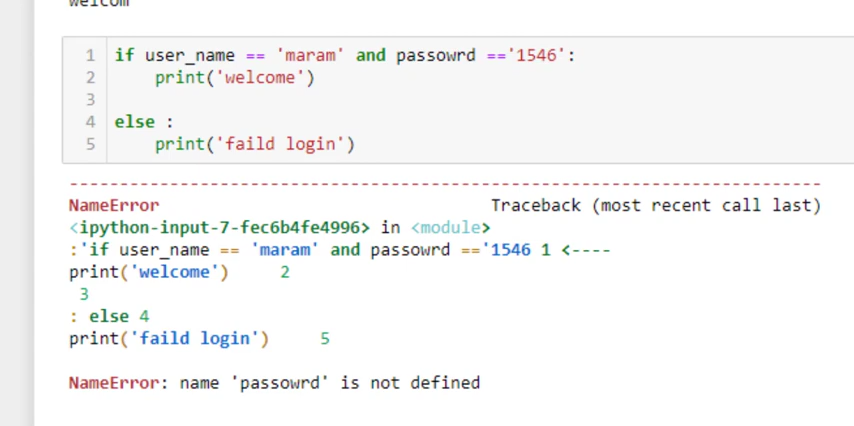 welcom
1 if user_name == 'maram' and passowrd =='1546':
2     print('welcome')
3
4 else :
5     print('faild login')
---------------------------------------------------------------------------
NameError                                 Traceback (most recent call last)
<ipython-input-7-fec6b4fe4996> in <module>
:'if user_name == 'maram' and passowrd =='1546 1 <----
print('welcome')     2
 3
: else 4
print('faild login')     5
NameError: name 'passowrd' is not defined